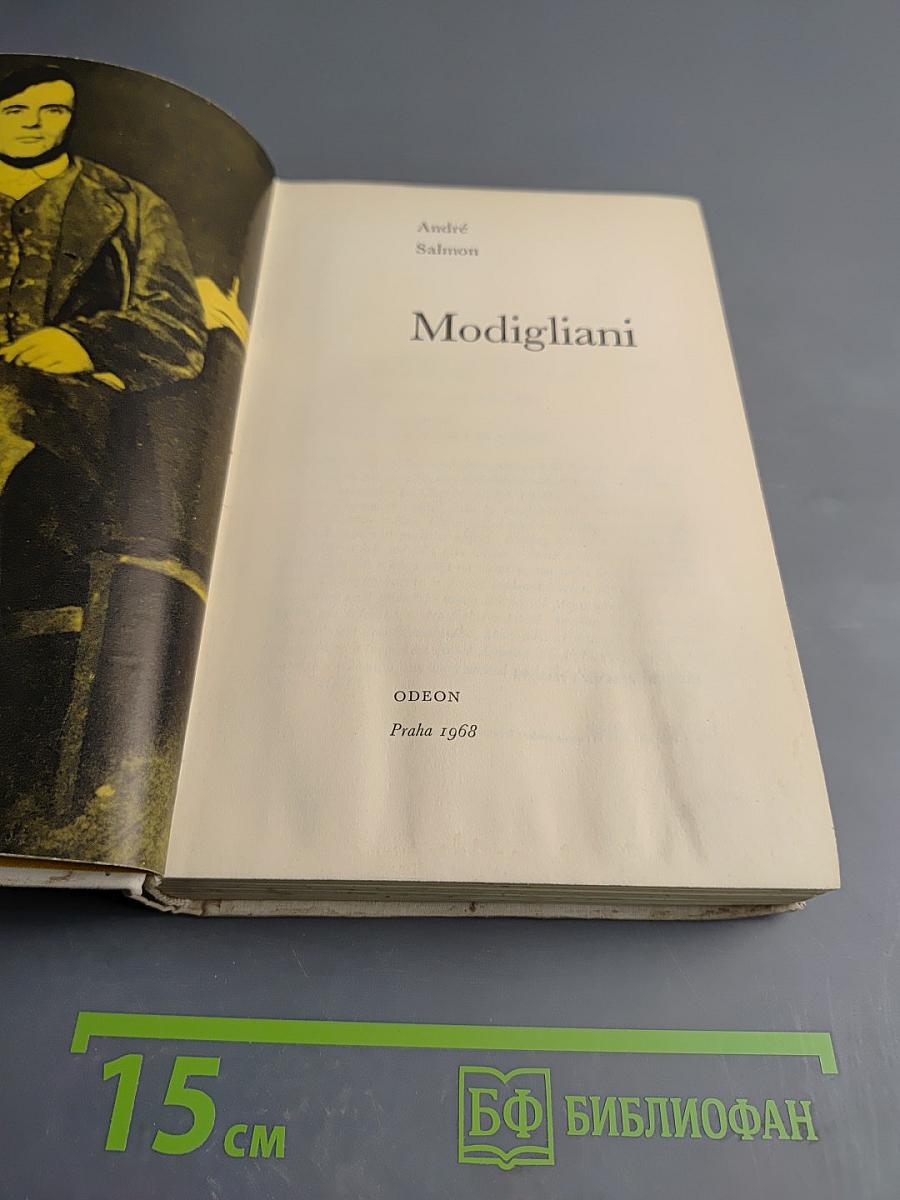 André
Salmon
Modigliani
ODEON
Praha 1968
15 см
БФ БИБЛИОФАН